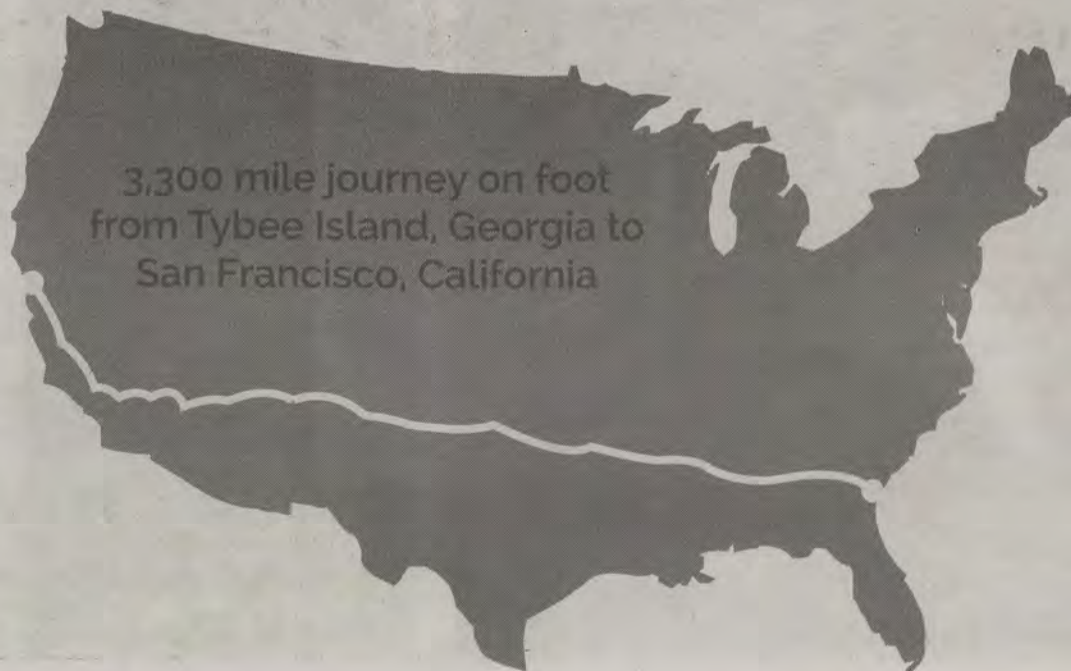 3,300 mile journey on foot
from Tybee Island, Georgia to
San Francisco, California